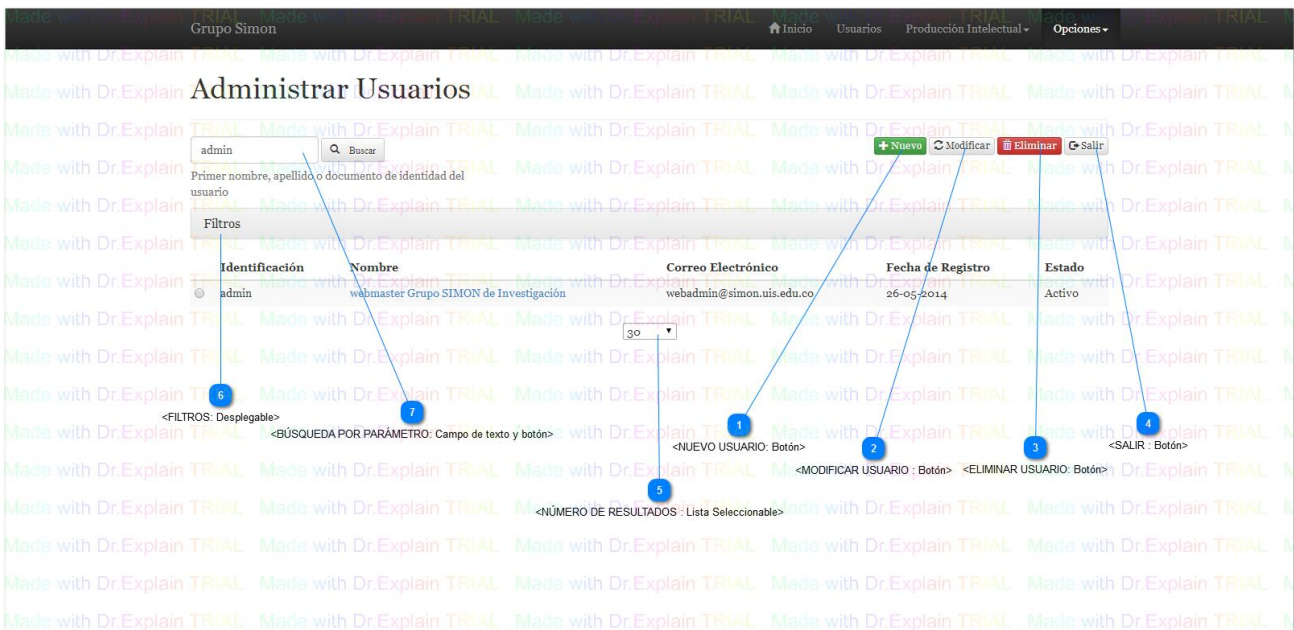 Grupo Simon Inicio Usuarios Producción Intelectual Opciones
Administrar Usuarios
admin Buscar Nuevo Modificar Eliminar Salir
Primer nombre, apellido o documento de identidad del
usuario
Filtros
Identificación Nombre Correo Electrónico Fecha de Registro Estado
admin webmaster Grupo SIMON de Investigación webadmin@simon.uis.edu.co 26-05-2014 Activo
30
6
<FILTROS: Desplegable>
7
<BÚSQUEDA POR PARÁMETRO: Campo de texto y botón>
1
<NUEVO USUARIO: Botón>
2
<MODIFICAR USUARIO : Botón>
3
<ELIMINAR USUARIO: Botón>
4
<SALIR : Botón>
5
<NÚMERO DE RESULTADOS : Lista Seleccionable>
Made with Dr.Explain TRIAL